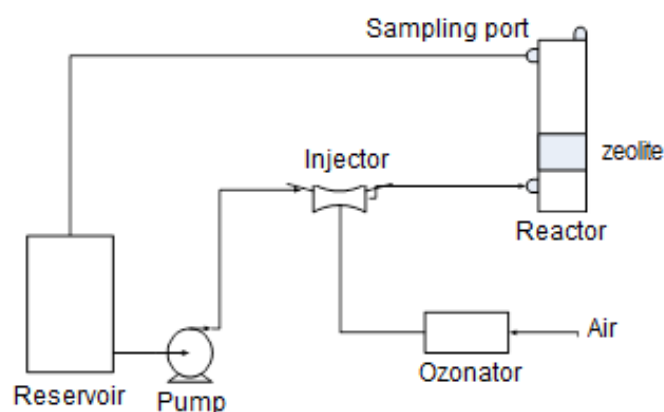 Sampling port
zeolite
Injector
Reactor
Air
Ozonator
Reservoir
Pump